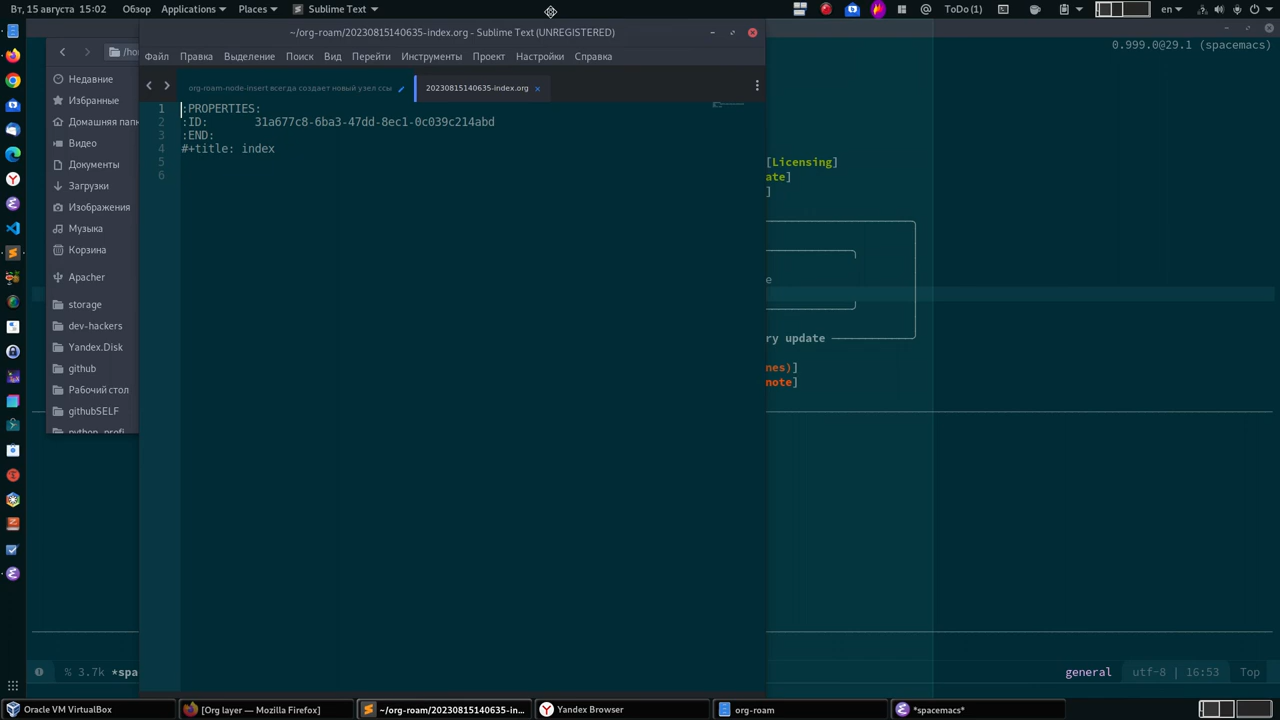 Вт, 15 августа 15:02
Обзор
Places
Sublime Text
ToDo (1)
en
~/org-roam/20230815140635-index.org - Sublime Text (UNREGISTERED)
Файл Правка Выделение Поиск Вид Перейти Инструменты Проект Настройки Справка
org-roam-node-insert всегда создает новый узел ссы
20230815140635-index.org
1 :PROPERTIES:
2 :ID: 31a677c8-6ba3-47dd-8ec1-0c039c214abd
3 :END:
4 #+title: index
5
6
Недавние
Избранные
Домашняя папк
Видео
Документы
Загрузки
Изображения
Музыка
Корзина
Apacher
storage
dev-hackers
Yandex.Disk
github
Рабочий стол
githubSELF
python_profi
0.999.0@29.1 (spacemacs)
[Licensing]
ate]
]
e
ry update
nes)]
note]
% 3.7k *spa
general
utf-8 | 16:53
Top
Oracle VM VirtualBox
[Org layer — Mozilla Firefox]
~/org-roam/20230815140635-in...
Yandex Browser
org-roam
*spacemacs*